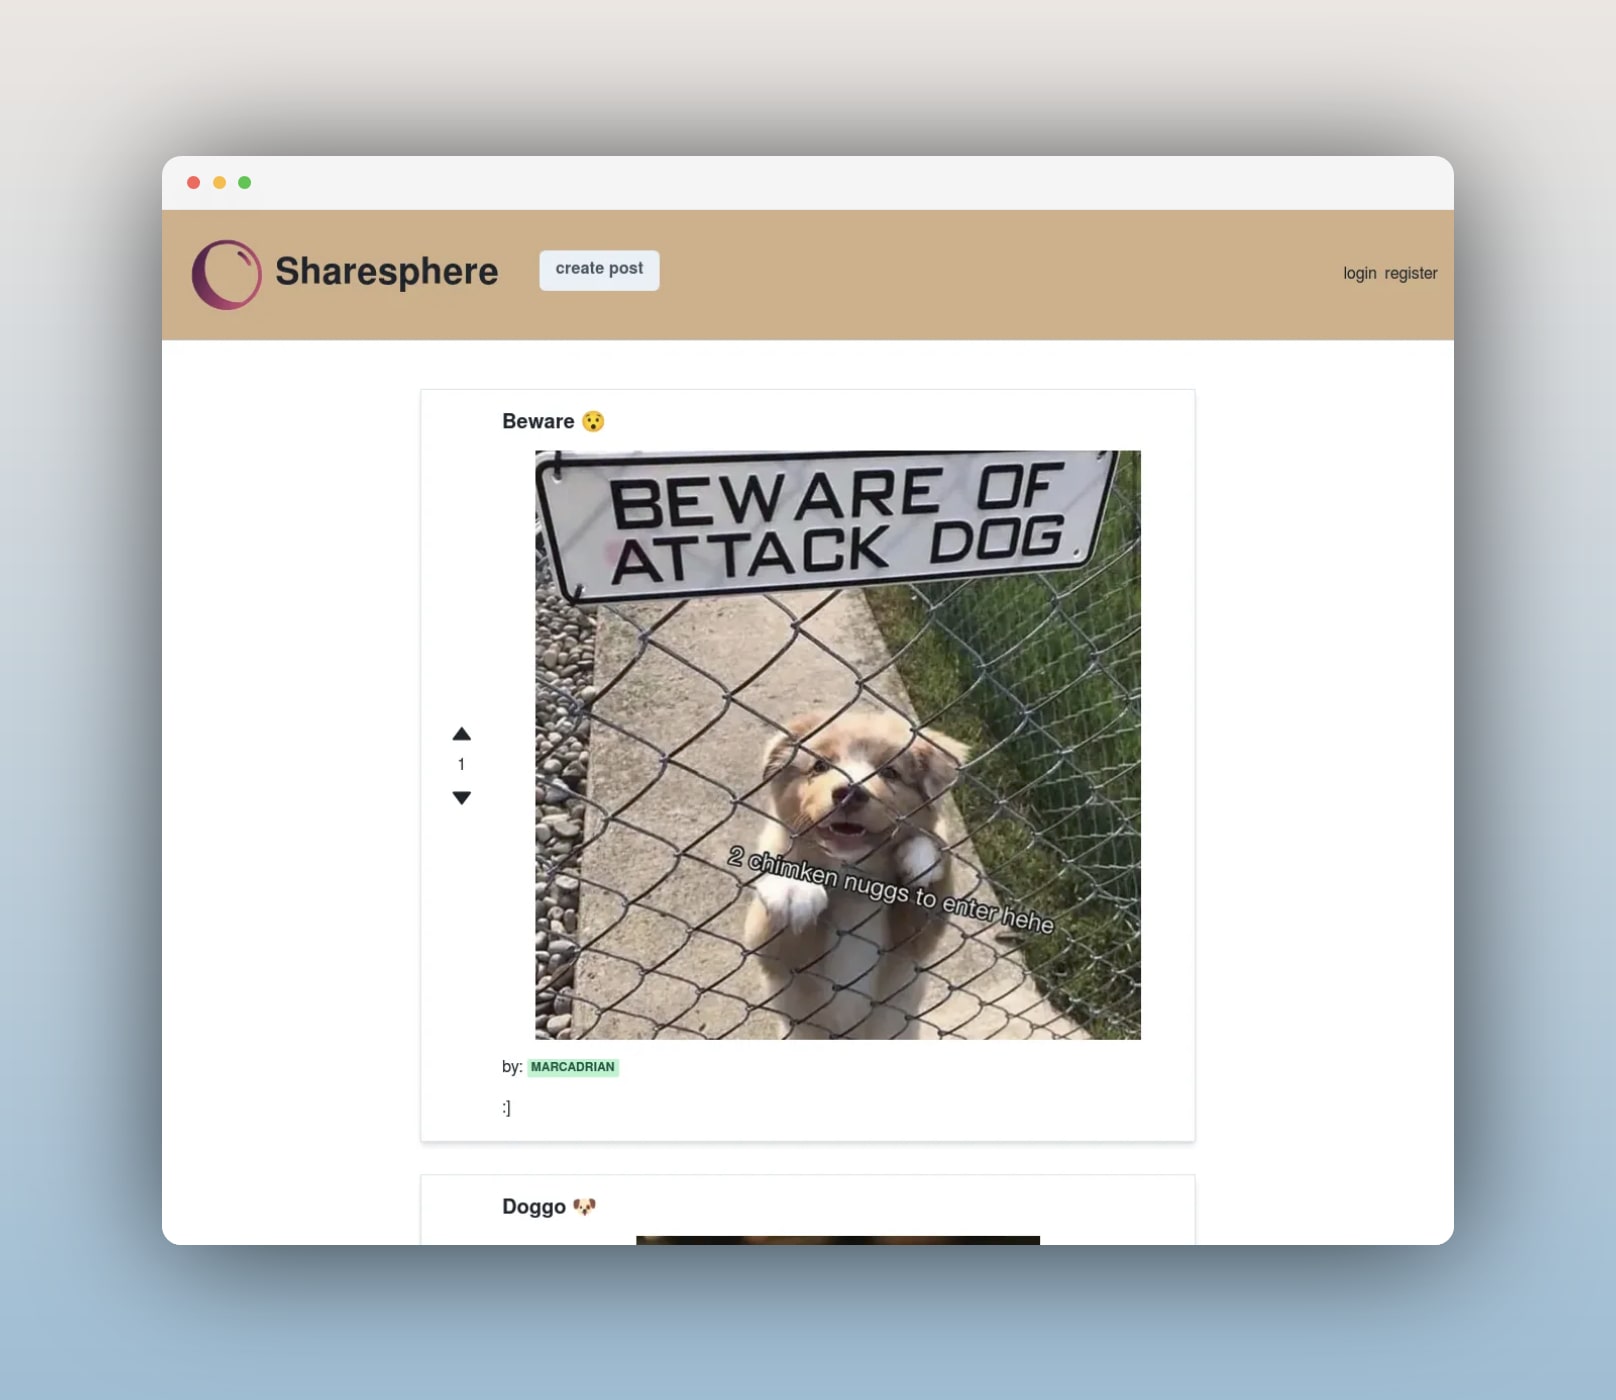 Sharesphere
create post
login register
Beware 😯
BEWARE OF
ATTACK DOG
1
2 chimken nuggs to enter hehe
by: MARCADRIAN
:]
Doggo 🐶